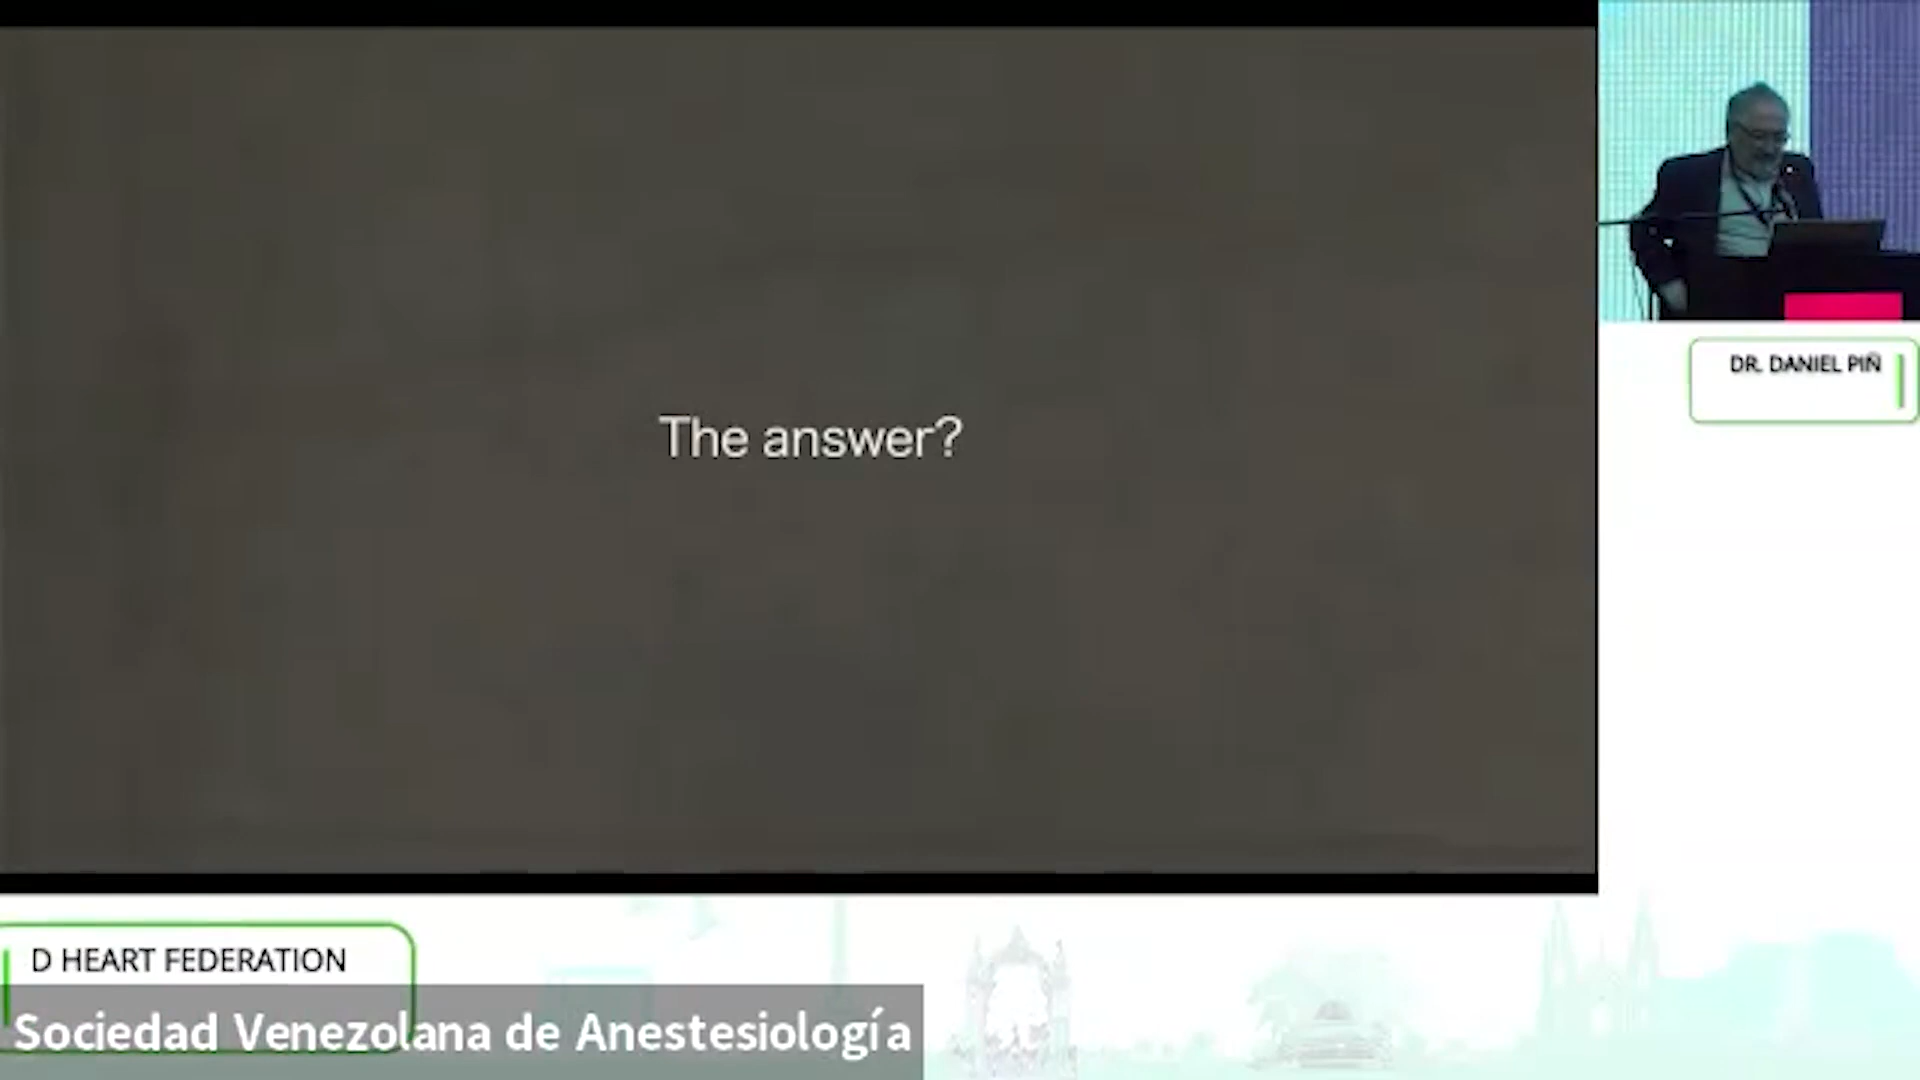 The answer?
DR. DANIEL PIÑ
D HEART FEDERATION
Sociedad Venezolana de Anestesiología